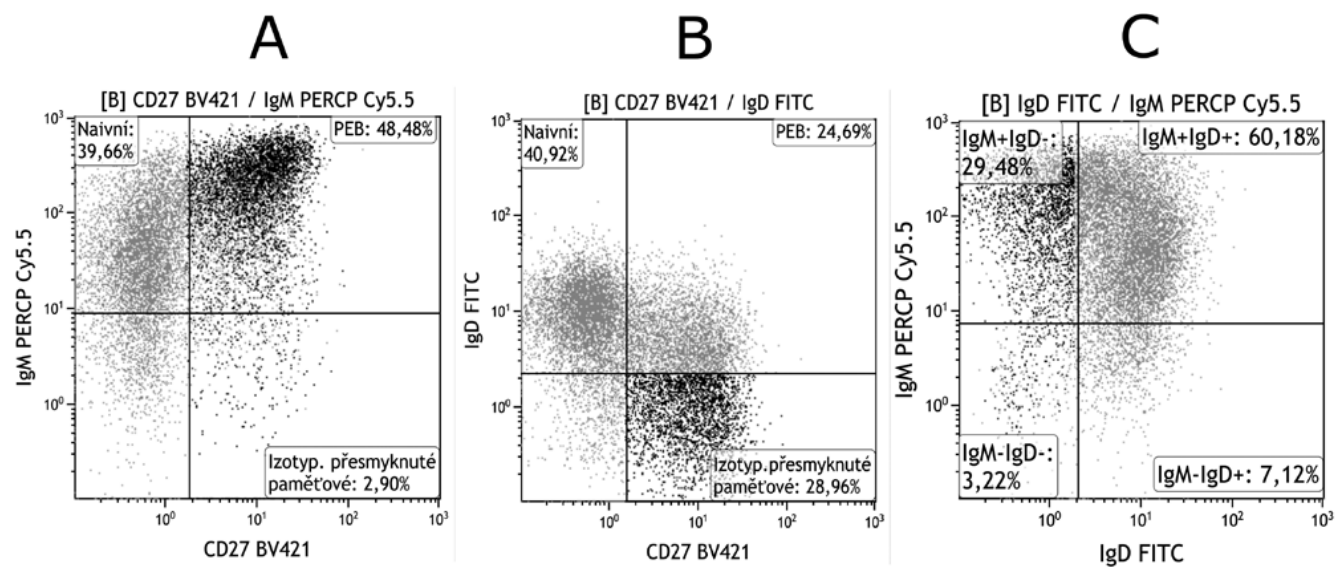 A
B
C
[B] CD27 BV421 / IgM PERCP Cy5.5
Naivní:
39,66%
PEB: 48,48%
Izotyp. přesmyknuté
paměťové: 2,90%
IgM PERCP Cy5.5
10³
10²
10¹
10⁰
10⁰ 10¹ 10² 10³
CD27 BV421
[B] CD27 BV421 / IgD FITC
Naivní:
40,92%
PEB: 24,69%
Izotyp.přesmyknuté
paměťové: 28,96%
IgD FITC
10³
10²
10¹
10⁰
10⁰ 10¹ 10² 10³
CD27 BV421
[B] IgD FITC / IgM PERCP Cy5.5
IgM+IgD-:
29,48%
IgM+IgD+: 60,18%
IgM-IgD-:
3,22%
IgM-IgD+: 7,12%
IgM PERCP Cy5.5
10³
10²
10¹
10⁰
10⁰ 10¹ 10² 10³
IgD FITC